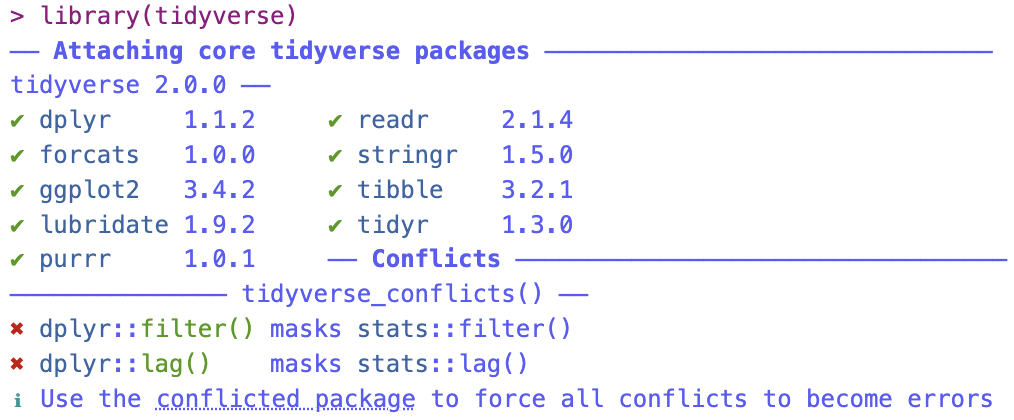 > library(tidyverse)
── Attaching core tidyverse packages ───────────────────────────────
tidyverse 2.0.0 ──
✔ dplyr     1.1.2     ✔ readr     2.1.4
✔ forcats   1.0.0     ✔ stringr   1.5.0
✔ ggplot2   3.4.2     ✔ tibble    3.2.1
✔ lubridate 1.9.2     ✔ tidyr     1.3.0
✔ purrr     1.0.1     ── Conflicts ──────────────────────────────────
─────────────── tidyverse_conflicts() ──
✖ dplyr::filter() masks stats::filter()
✖ dplyr::lag()    masks stats::lag()
ℹ Use the conflicted package to force all conflicts to become errors